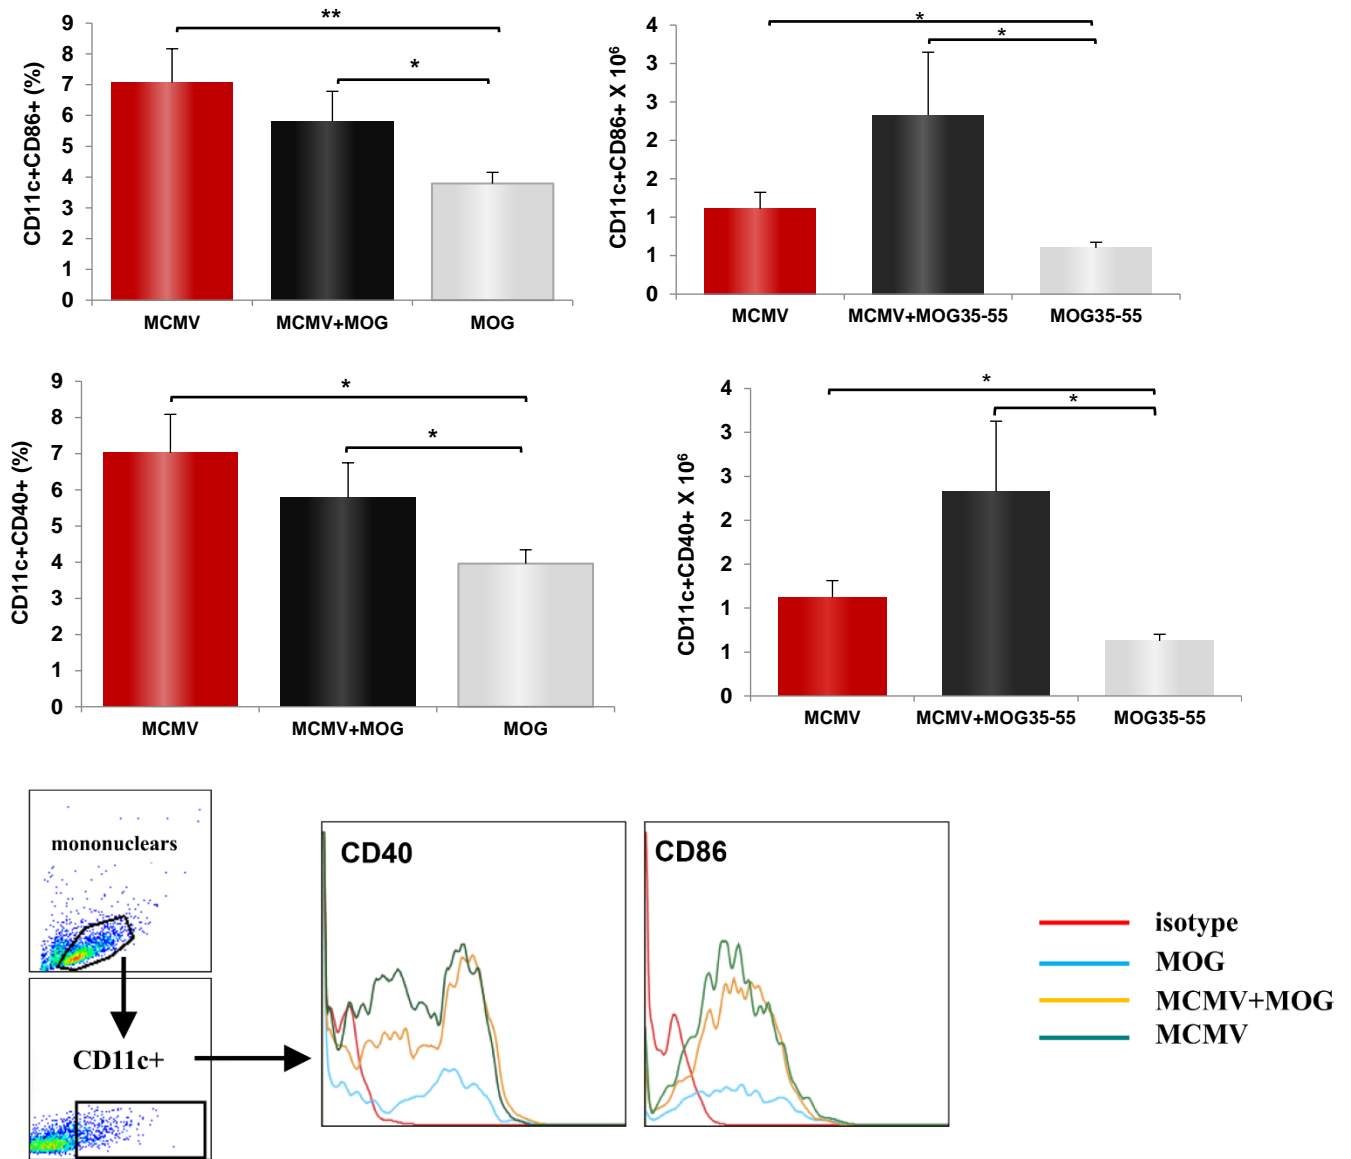 CD11c+CD86+ (%)
9
8
7
6
5
4
3
2
1
0
**
*
MCMV
MCMV+MOG
MOG
CD11c+CD86+ X 10⁶
4
3
3
2
2
1
1
0
*
*
MCMV
MCMV+MOG35-55
MOG35-55
CD11c+CD40+ (%)
9
8
7
6
5
4
3
2
1
0
*
*
MCMV
MCMV+MOG
MOG
CD11c+CD40+ X 10⁶
4
3
3
2
2
1
1
0
*
*
MCMV
MCMV+MOG35-55
MOG35-55
mononuclears
CD11c+
CD40
CD86
isotype
MOG
MCMV+MOG
MCMV